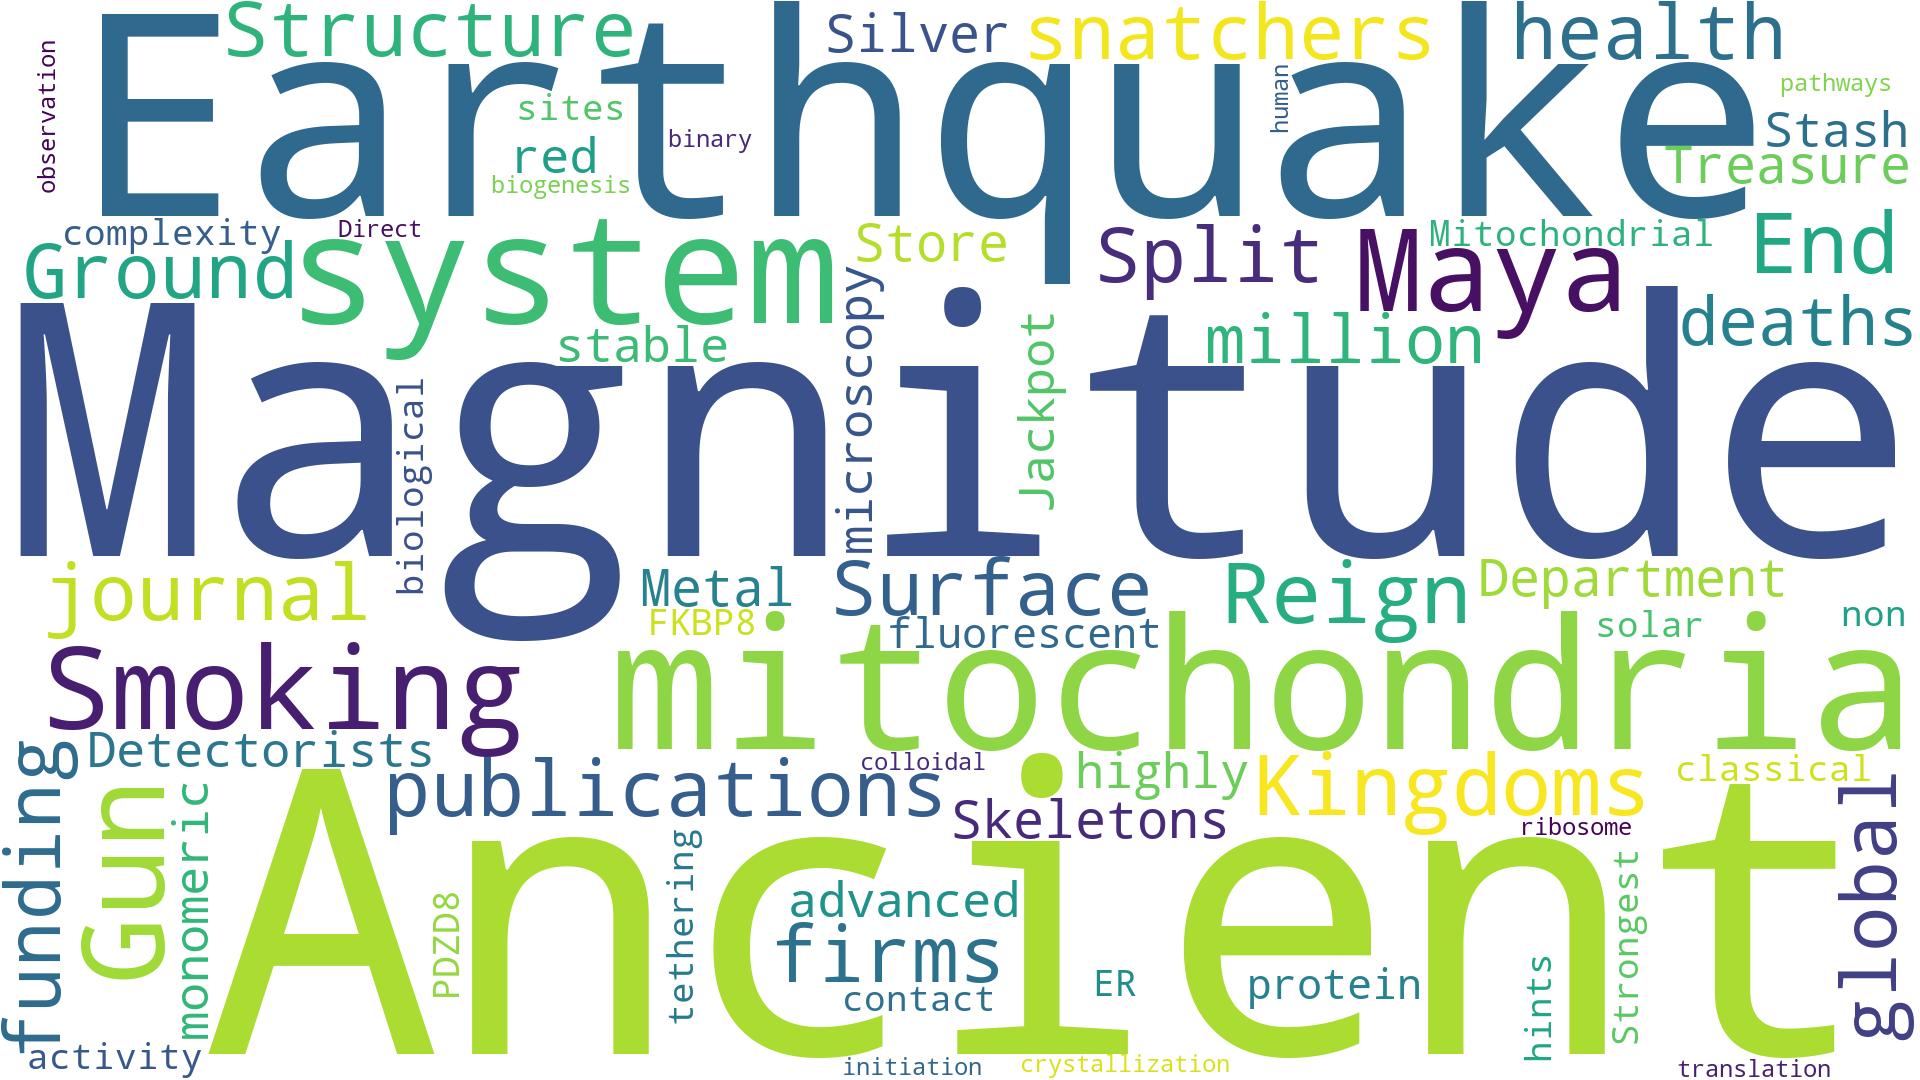 Earthquake
Structure
Silver
snatchers
health
observation
sites
red
binary
biogenesis
human
pathways
Stash
Treasure
complexity
Direct
Ground
system
Store
Split
Maya
Mitochondrial
End
stable
million
deaths
Magnitude
biological
microscopy
Jackpot
journal
Metal
FKBP8
Surface
fluorescent
Reign
Department
solar
non
Smoking
mitochondria
Detectorists
publications
colloidal
highly
Kingdoms
classical
Skeletons
ribosome
funding
Gun
monomeric
Ancient
PDZD8
tethering
advanced
firms
contact
ER
protein
hints
Strongest
global
activity
initiation
crystallization
translation